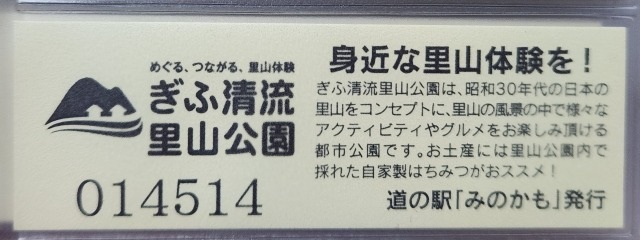 めぐる、つながる、里山体験
ぎふ清流
里山公園
014514
身近な里山体験を！
ぎふ清流里山公園は、昭和30年代の日本の
里山をコンセプトに、里山の風景の中で様々な
アクティビティやグルメをお楽しみ頂ける
都市公園です。お土産には里山公園内で
採れた自家製はちみつがおススメ！
道の駅「みのかも」発行